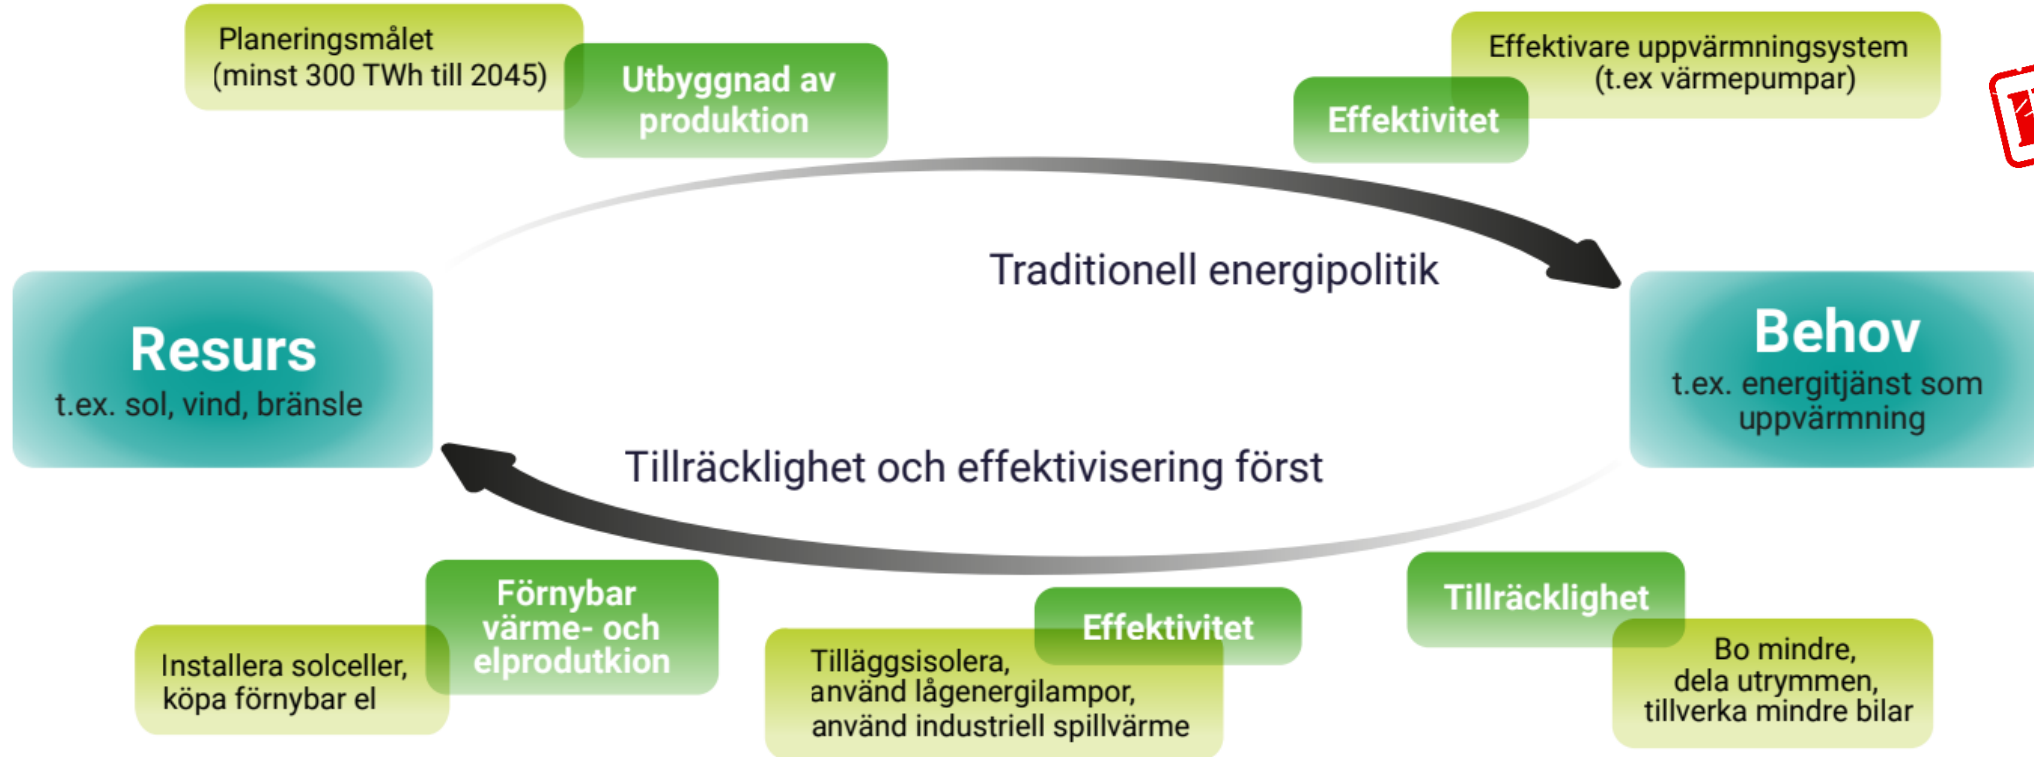 Planeringsmålet
(minst 300 TWh till 2045)
Utbyggnad av
produktion
Effektivare uppvärmningsystem
(t.ex värmepumpar)
Effektivitet
Traditionell energipolitik
Resurs
t.ex. sol, vind, bränsle
Behov
t.ex. energitjänst som
uppvärmning
Tillräcklighet och effektivisering först
Förnybar
värme- och
elprodutkion
Installera solceller,
köpa förnybar el
Effektivitet
Tilläggsisolera,
använd lågenergilampor,
använd industriell spillvärme
Tillräcklighet
Bo mindre,
dela utrymmen,
tillverka mindre bilar